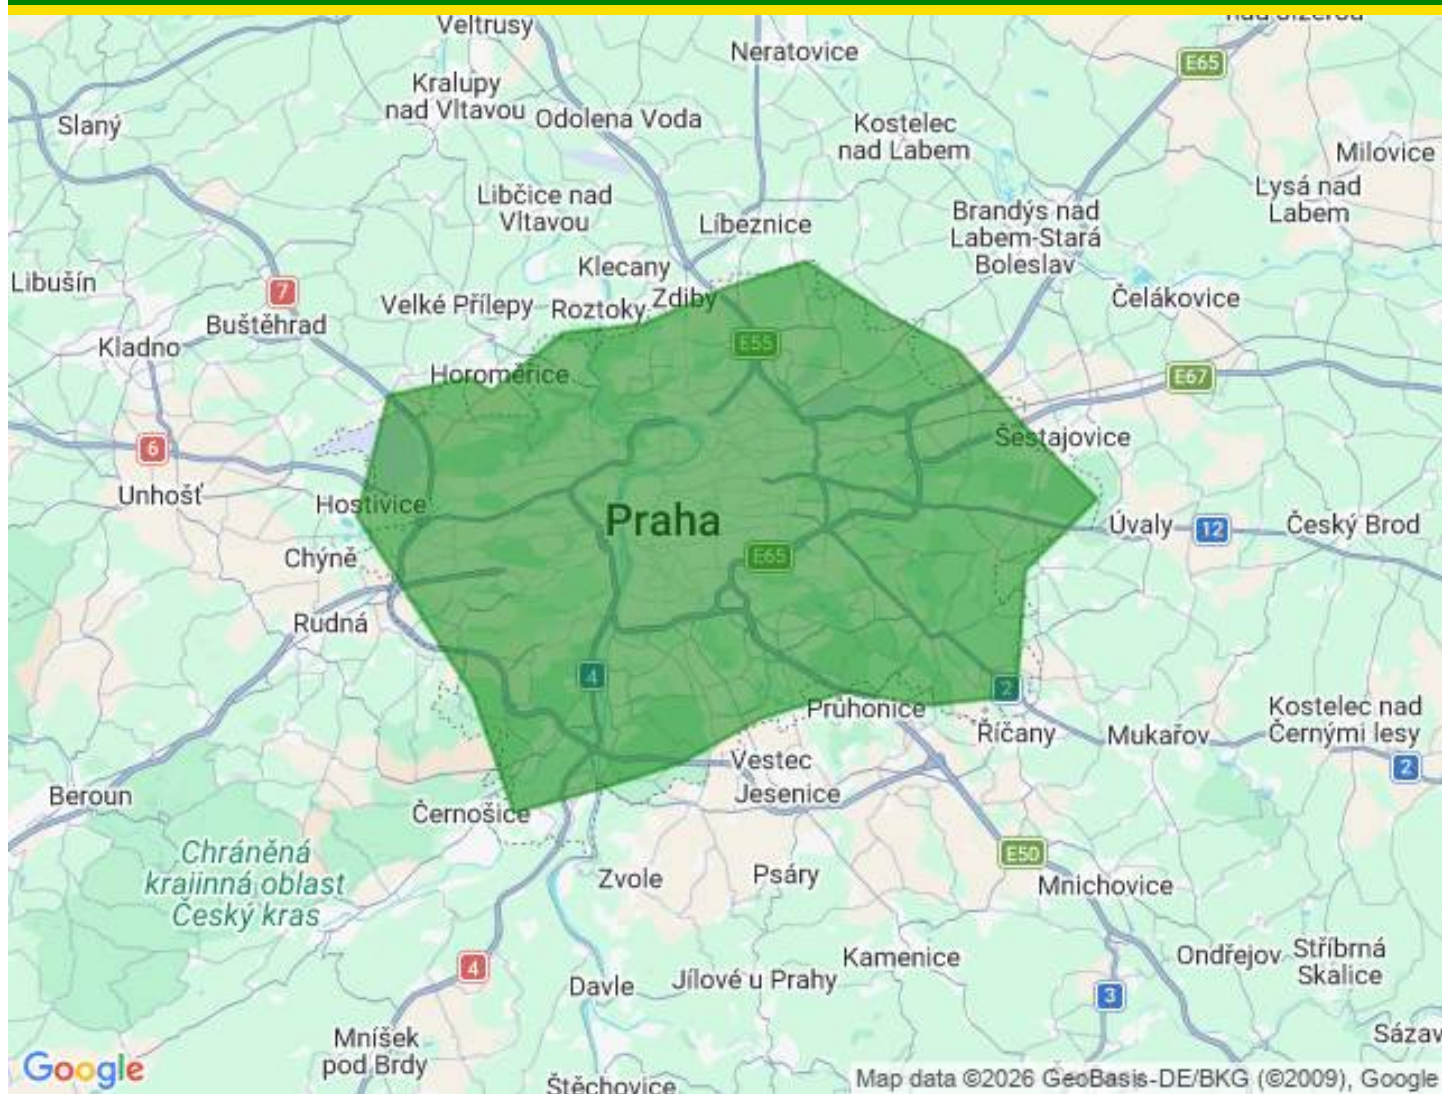 Veltrusy
Neratovice
E65
Kralupy
nad Vltavou
Odolena Voda
Slaný
Kostelec
nad Labem
Milovice
Lysá nad
Labem
Libčice nad
Vltavou
Líbeznice
Brandýs nad
Labem-Stará
Boleslav
Klecany
Libušín
7
Velké Přílepy
Roztoky
Zdiby
Čelákovice
Buštěhrad
Kladno
E55
Horoměřice
E67
6
Šestajovice
Unhošť
Hostivice
Praha
Úvaly
12
Český Brod
Chýně
E65
Rudná
4
2
Průhonice
Říčany
Mukařov
Kostelec nad
Černými lesy
2
Vestec
Jesenice
Beroun
Černošice
Chráněná
krajinná oblast
Český kras
E50
Zvole
Psáry
Mnichovice
4
Kamenice
Ondřejov
Stříbrná
Skalice
Davle
Jílové u Prahy
3
Mníšek
pod Brdy
Sázav
Google
Štěchovice
Map data ©2026 GeoBasis-DE/BKG (©2009), Google